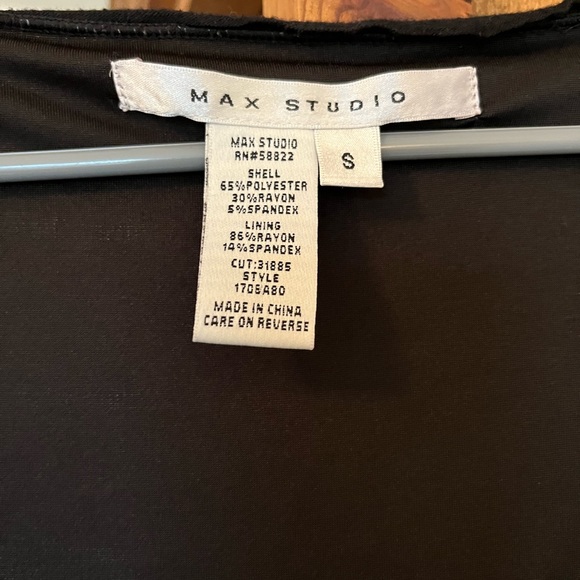 MAX STUDIO
S
MAX STUDIO
RN#58822
SHELL
65%POLYESTER
30%RAYON
5%SPANDEX
LINING
86%RAYON
14%SPANDEX
CUT:31885
STYLE
1708A80
MADE IN CHINA
CARE ON REVERSE